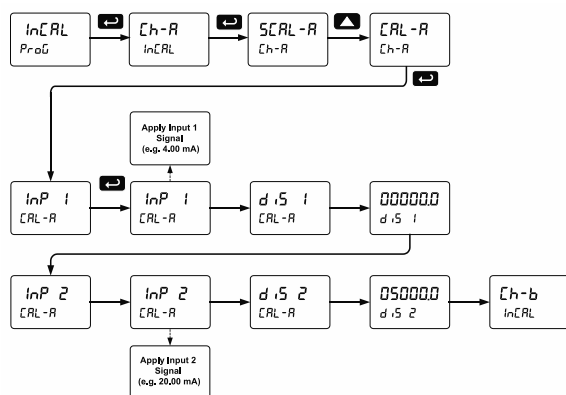 InCAL
ProG
Ch-A
InCAL
SCAL-A
Ch-A
CAL-A
Ch-A
Apply Input 1
Signal
(e.g. 4.00 mA)
InP 1
CAL-A
InP 1
CAL-A
diS 1
CAL-A
00000.0
diS 1
InP 2
CAL-A
InP 2
CAL-A
diS 2
CAL-A
05000.0
diS 2
Ch-b
InCAL
Apply Input 2
Signal
(e.g. 20.00 mA)